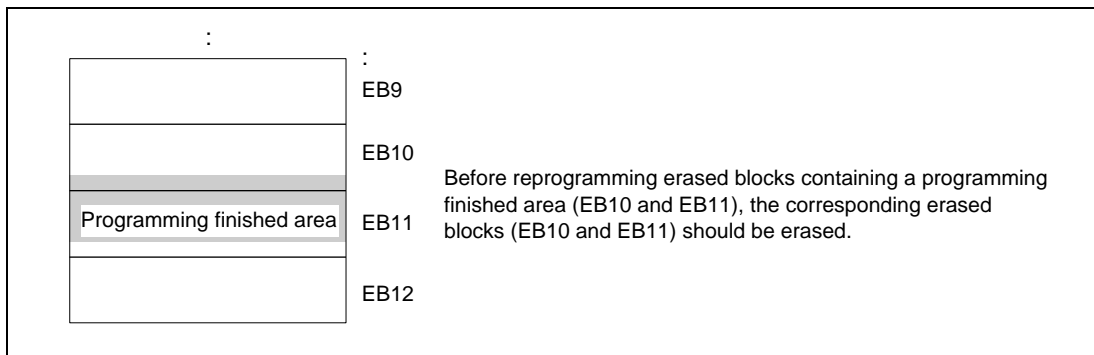 :
:
EB9
EB10
Before reprogramming erased blocks containing a programming
finished area (EB10 and EB11), the corresponding erased
blocks (EB10 and EB11) should be erased.
Programming finished area
EB11
EB12